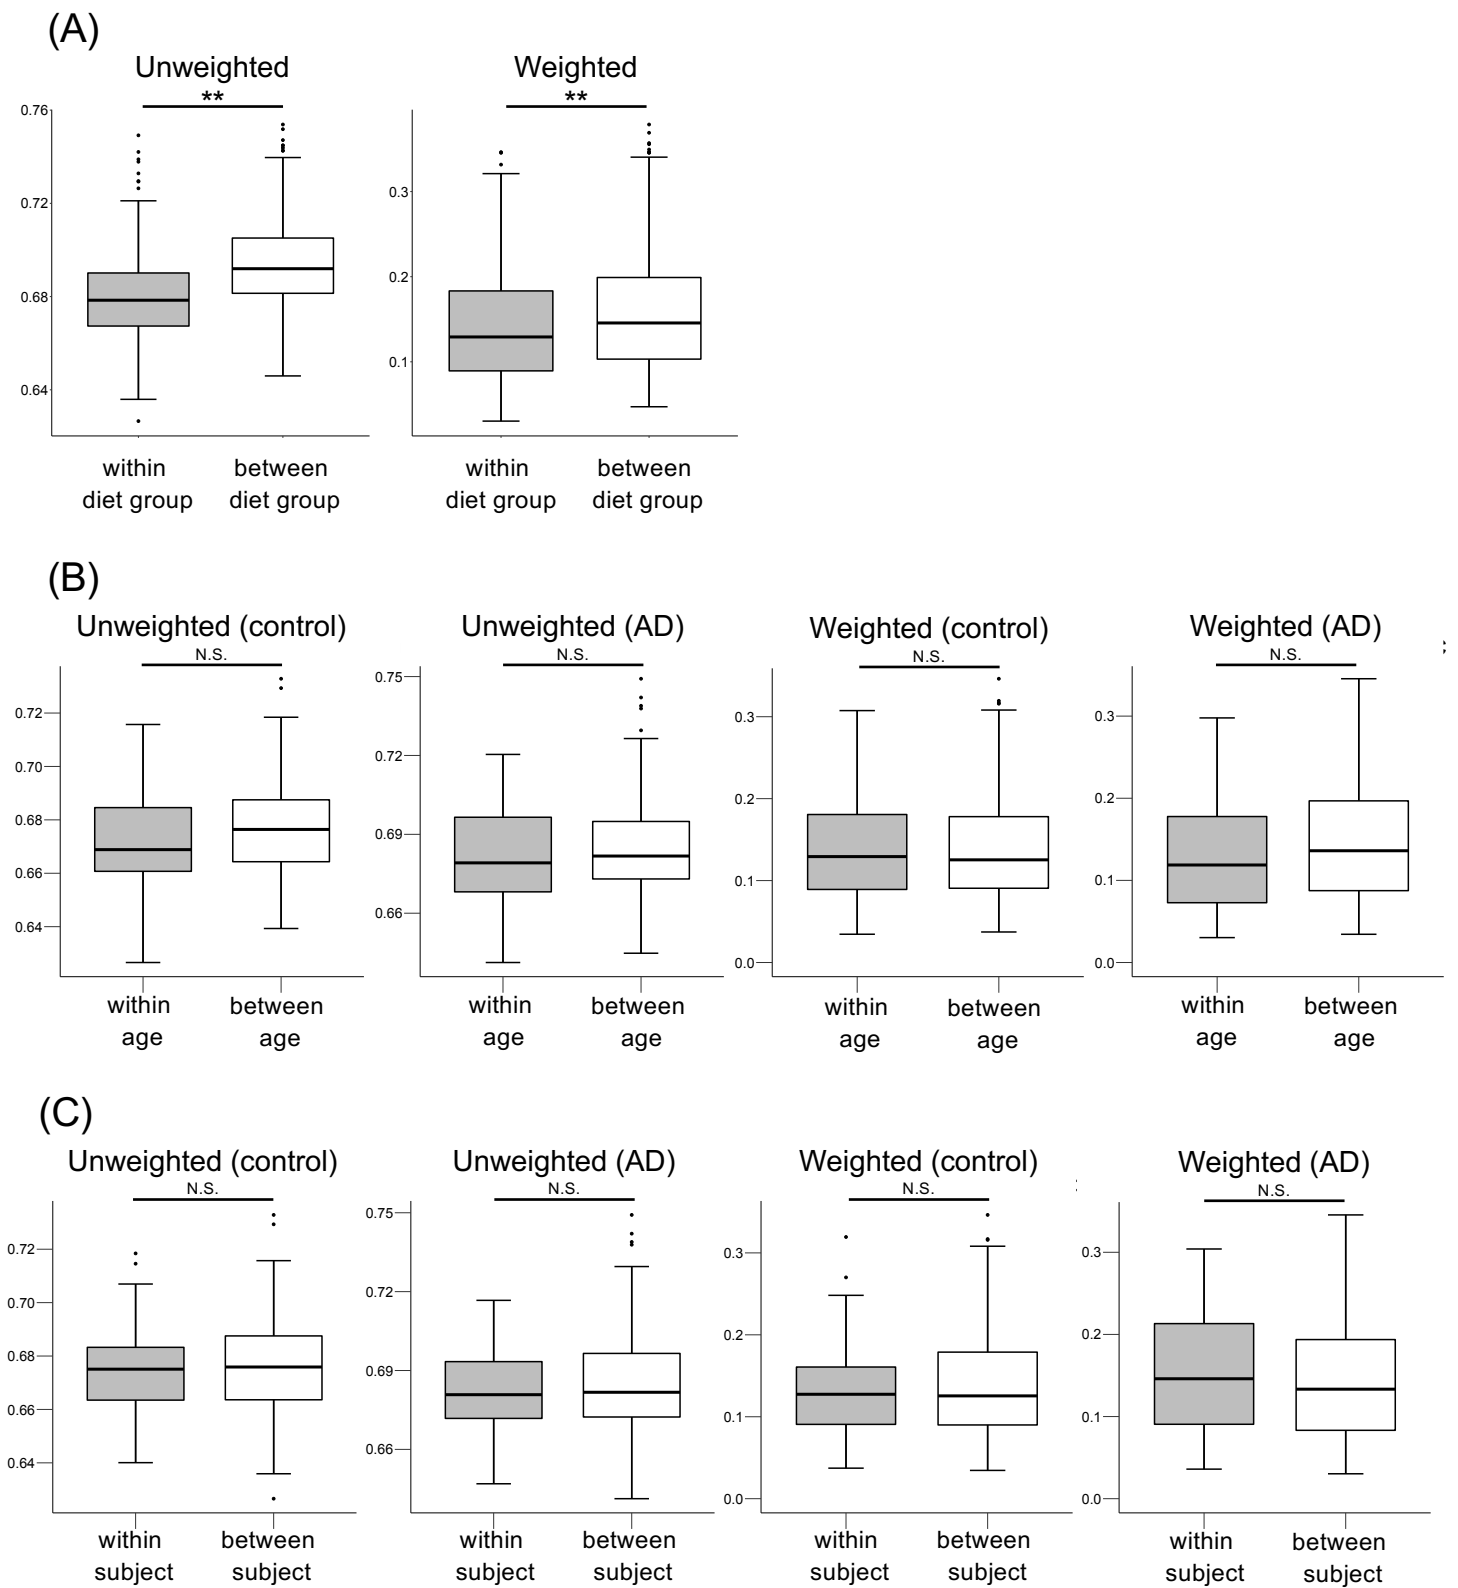 (A)
Unweighted
Weighted
**
**
0.76
0.72
0.68
0.64
0.3
0.2
0.1
within
diet group
between
diet group
within
diet group
between
diet group
(B)
Unweighted (control)
Unweighted (AD)
Weighted (control)
Weighted (AD)
N.S.
N.S.
N.S.
N.S.
0.72
0.70
0.68
0.66
0.64
0.75
0.72
0.69
0.66
0.3
0.2
0.1
0.0
0.3
0.2
0.1
0.0
within
age
between
age
within
age
between
age
within
age
between
age
within
age
between
age
(C)
Unweighted (control)
Unweighted (AD)
Weighted (control)
Weighted (AD)
N.S.
N.S.
N.S.
N.S.
0.72
0.70
0.68
0.66
0.64
0.75
0.72
0.69
0.66
0.3
0.2
0.1
0.0
0.3
0.2
0.1
0.0
within
subject
between
subject
within
subject
between
subject
within
subject
between
subject
within
subject
between
subject